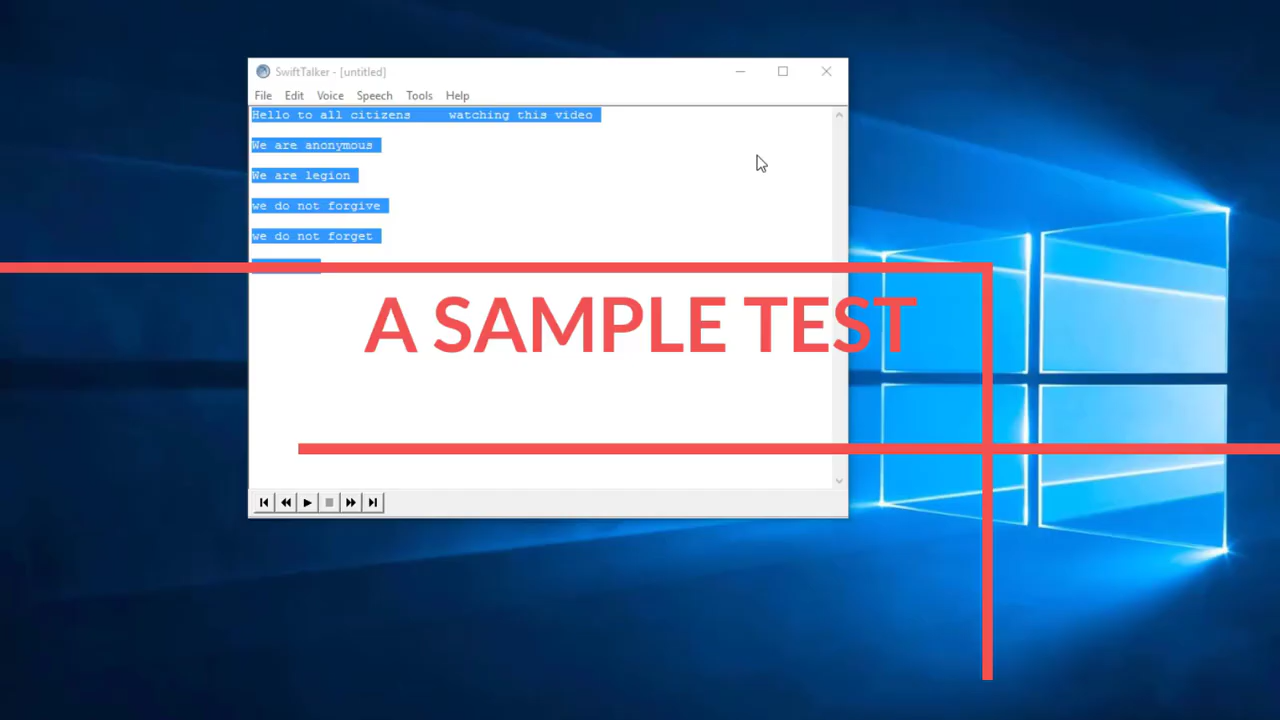 SwiftTalker - [untitled]
File Edit Voice Speech Tools Help
Hello to all citizens watching this video
We are anonymous
We are legion
we do not forgive
we do not forget
A SAMPLE TEST